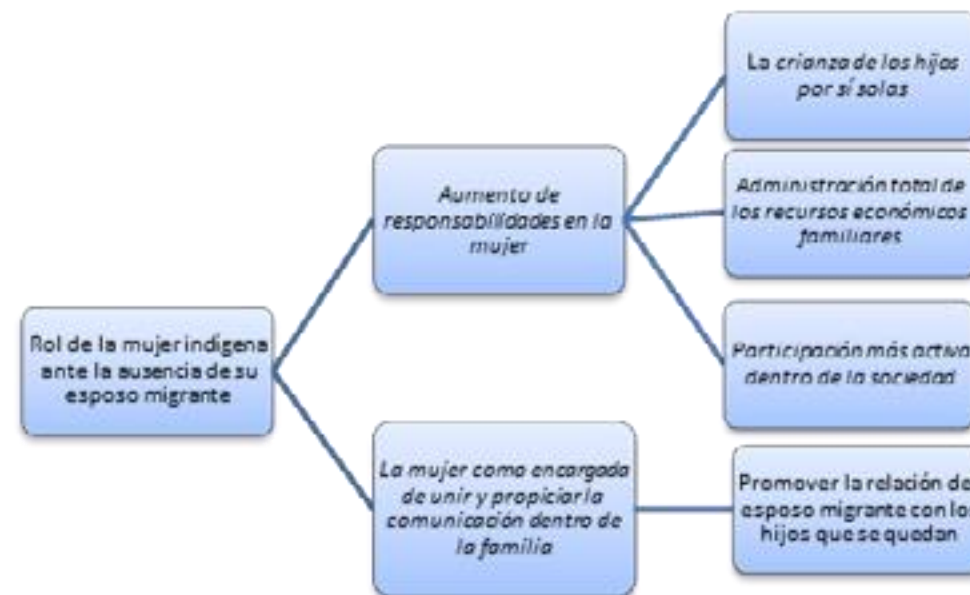 La crianza de los hijos
por sí solas
Aumento de
responsabilidades en la
mujer
Administración total de
los recursos económicos
familiares
Participación más activa
dentro de la sociedad
Rol de la mujer indígena
ante la ausencia de su
esposo migrante
La mujer como encargada
de unir y propiciar la
comunicación dentro de
la familia
Promover la relación de
esposo migrante con los
hijos que se quedan